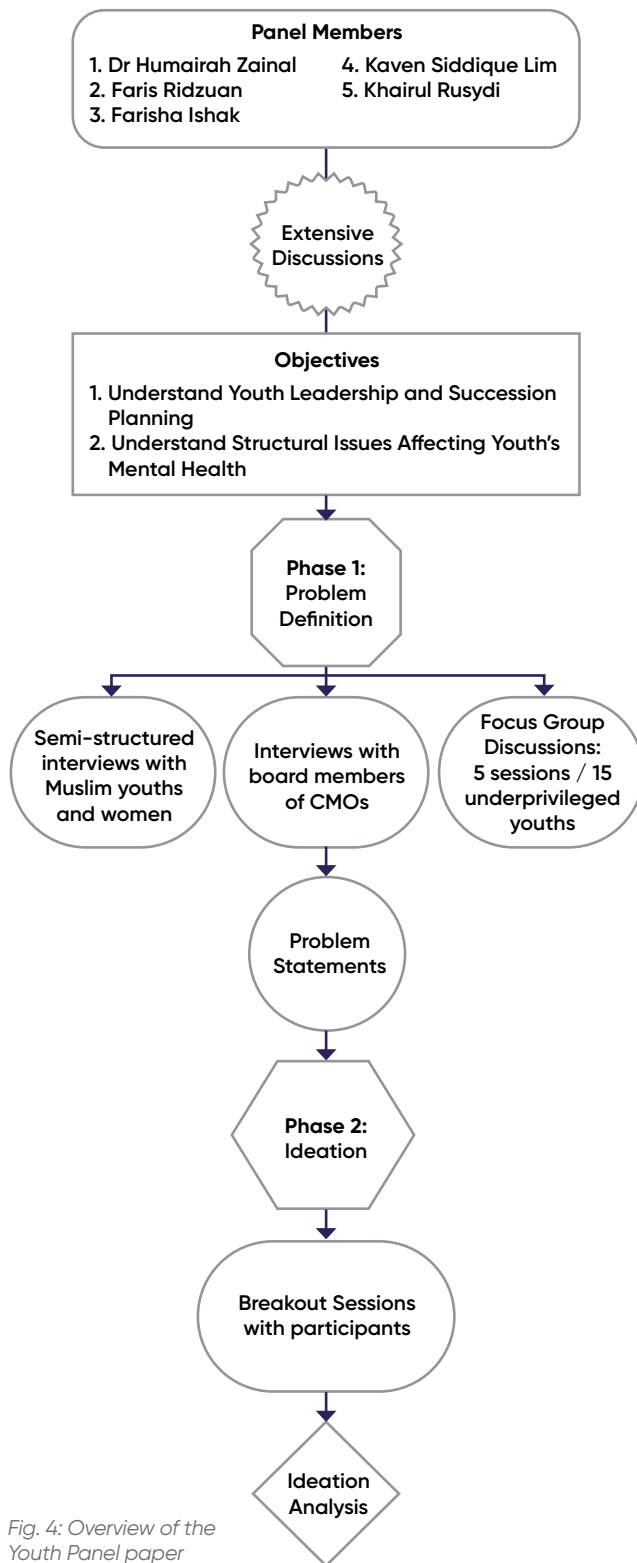 Panel Members
1. Dr Humairah Zainal
2. Faris Ridzuan
3. Farisha Ishak
4. Kaven Siddique Lim
5. Khairul Rusydi
Extensive
Discussions
Objectives
1. Understand Youth Leadership and Succession
Planning
2. Understand Structural Issues Affecting Youth’s
Mental Health
Phase 1:
Problem
Definition
Semi-structured
interviews with
Muslim youths
and women
Interviews with
board members
of CMOs
Focus Group
Discussions:
5 sessions / 15
underprivileged
youths
Problem
Statements
Phase 2:
Ideation
Breakout Sessions
with participants
Ideation
Analysis
Fig. 4: Overview of the
Youth Panel paper